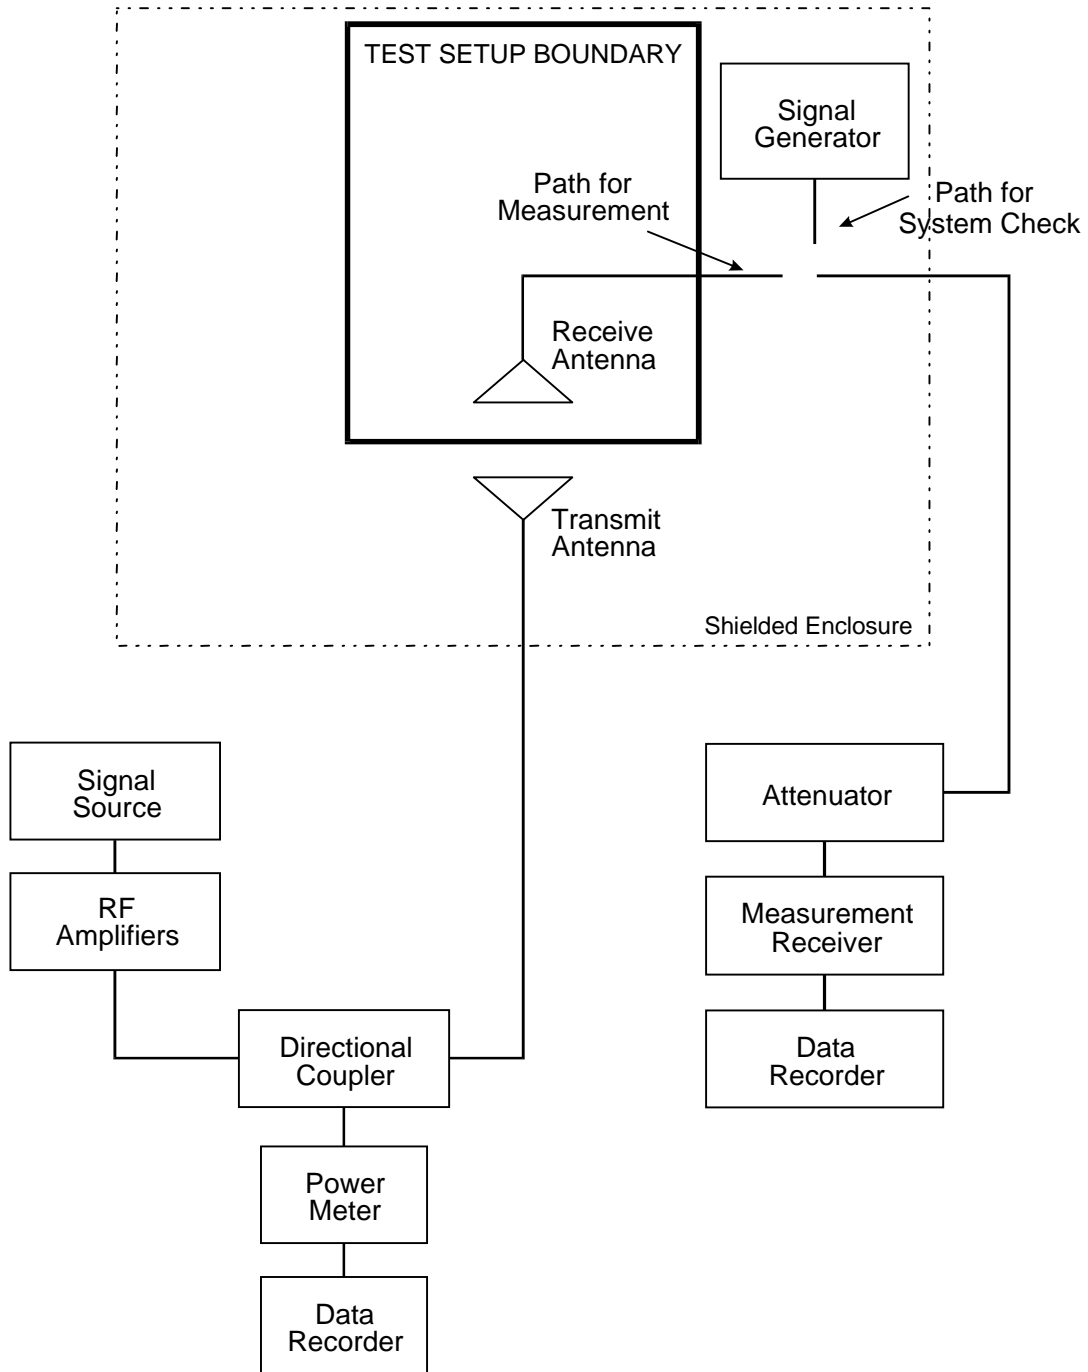 TEST SETUP BOUNDARY
Signal
Generator
Path for
Measurement
Path for
System Check
Receive
Antenna
Transmit
Antenna
Shielded Enclosure
Signal
Source
Attenuator
RF
Amplifiers
Measurement
Receiver
Directional
Coupler
Data
Recorder
Power
Meter
Data
Recorder